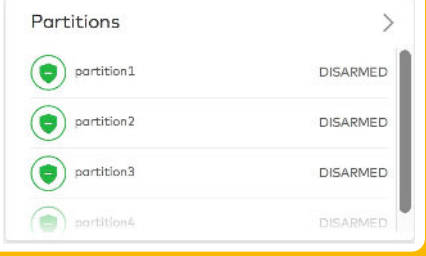 Partitions
partition1 DISARMED
partition2 DISARMED
partition3 DISARMED
partition4 DISARMED